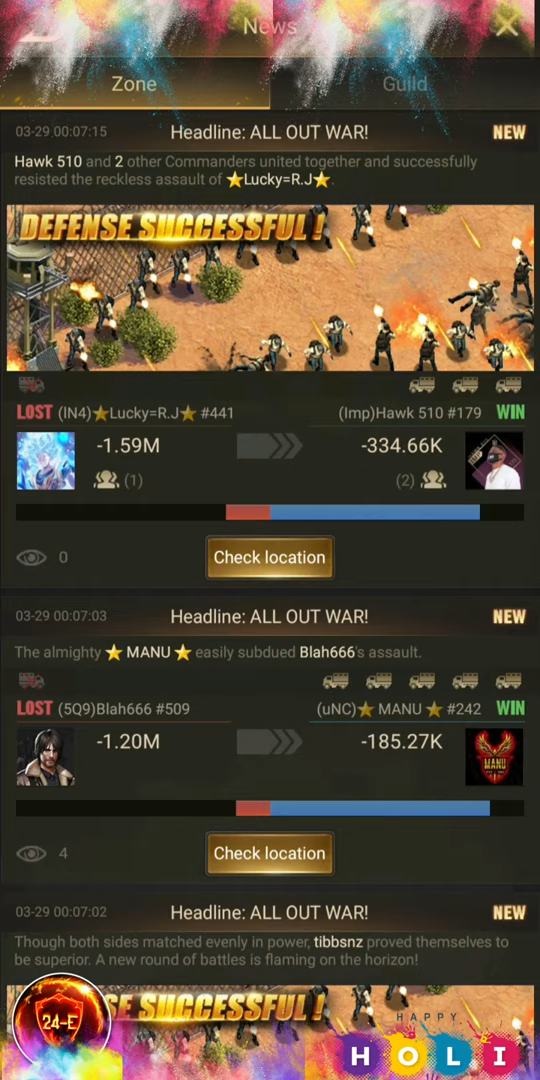 News
Zone
Guild
03-29 00:07:15
Headline: ALL OUT WAR!
NEW
Hawk 510 and 2 other Commanders united together and successfully
resisted the reckless assault of ⭐Lucky=R.J⭐.
DEFENSE SUCCESSFUL!
LOST (IN4)⭐Lucky=R.J⭐ #441
(Imp)Hawk 510 #179 WIN
-1.59M
-334.66K
(1)
(2)
0
Check location
03-29 00:07:03
Headline: ALL OUT WAR!
NEW
The almighty ⭐ MANU ⭐ easily subdued Blah666's assault.
LOST (5Q9)Blah666 #509
(uNC)⭐ MANU ⭐ #242 WIN
-1.20M
-185.27K
MANU
4
Check location
03-29 00:07:02
Headline: ALL OUT WAR!
NEW
Though both sides matched evenly in power, tibbsnz proved themselves to
be superior. A new round of battles is flaming on the horizon!
SE SUCCESSFUL!
24-E
HAPPY
HOLI